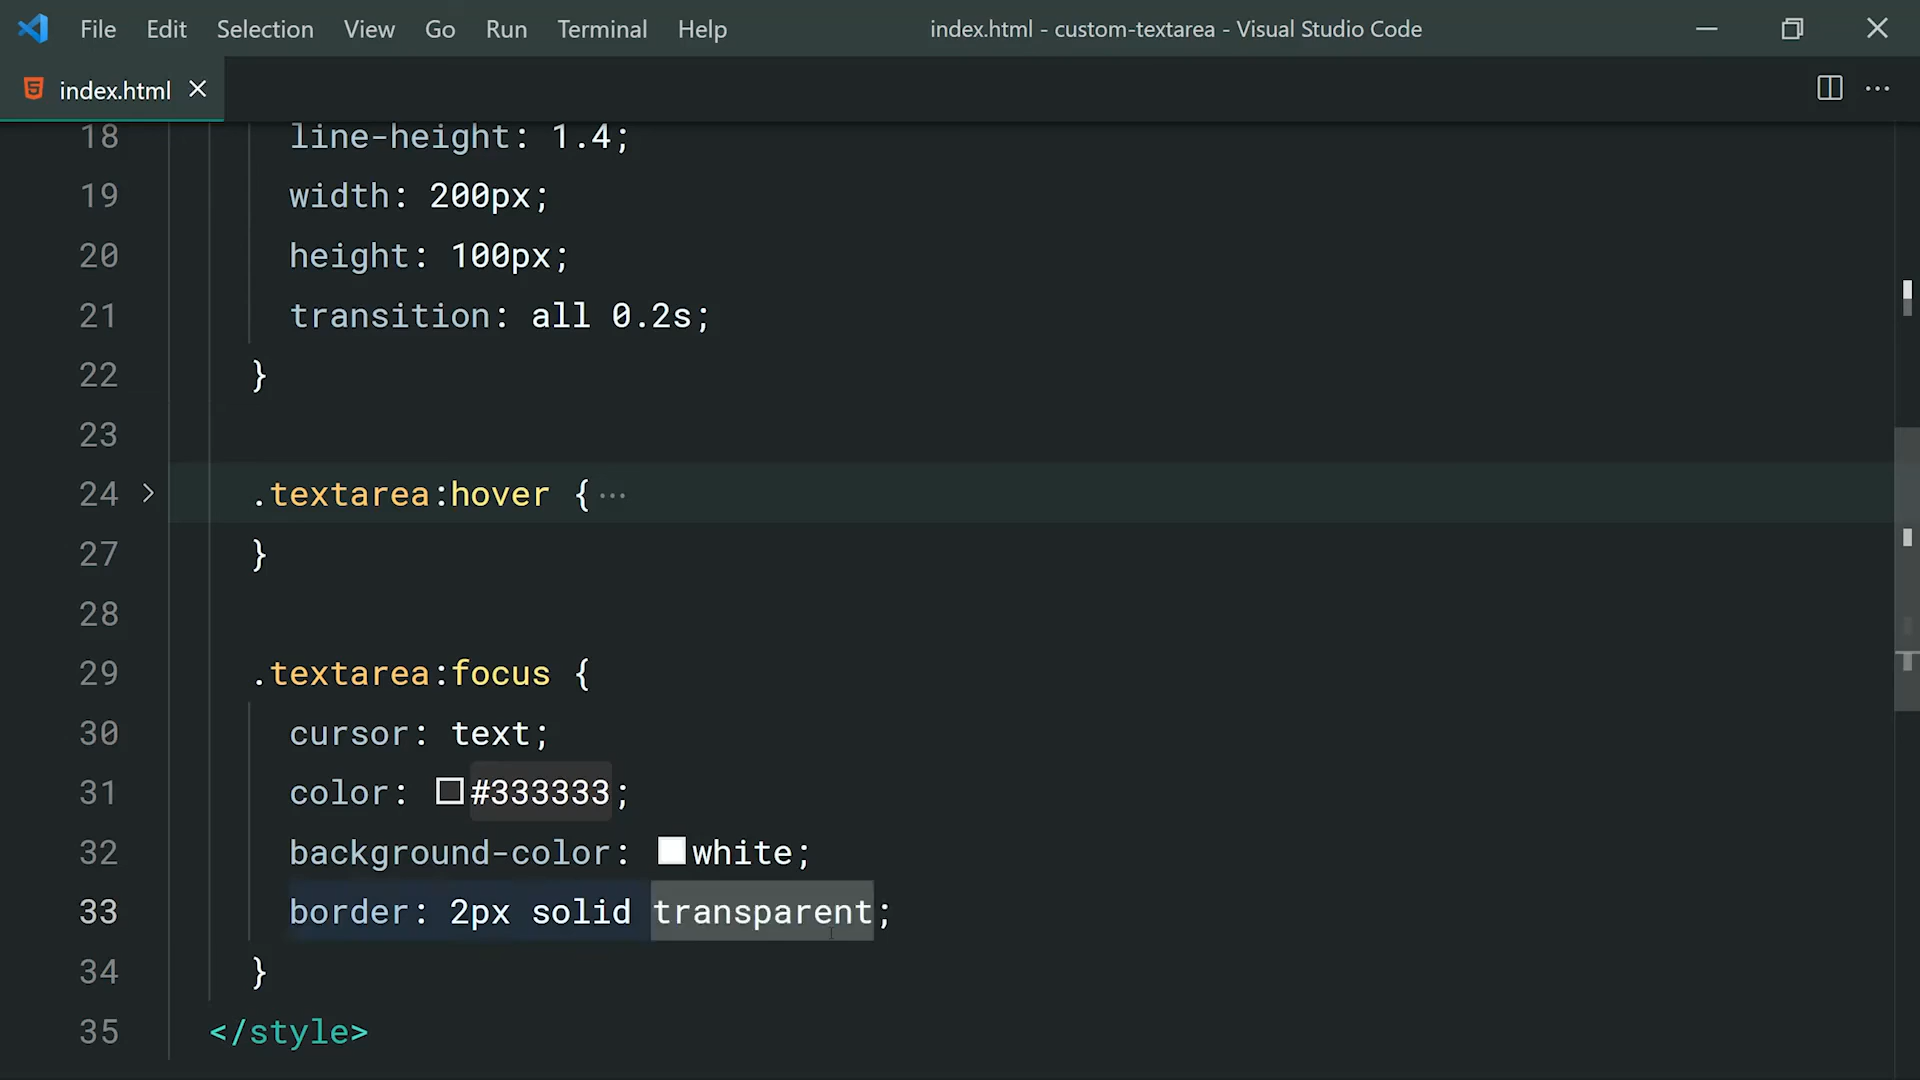 File Edit Selection View Go Run Terminal Help index.html - custom-textarea - Visual Studio Code
index.html
18 line-height: 1.4;
19 width: 200px;
20 height: 100px;
21 transition: all 0.2s;
22 }
23
24 .textarea:hover {···
27 }
28
29 .textarea:focus {
30 cursor: text;
31 color: #333333;
32 background-color: white;
33 border: 2px solid transparent;
34 }
35 </style>